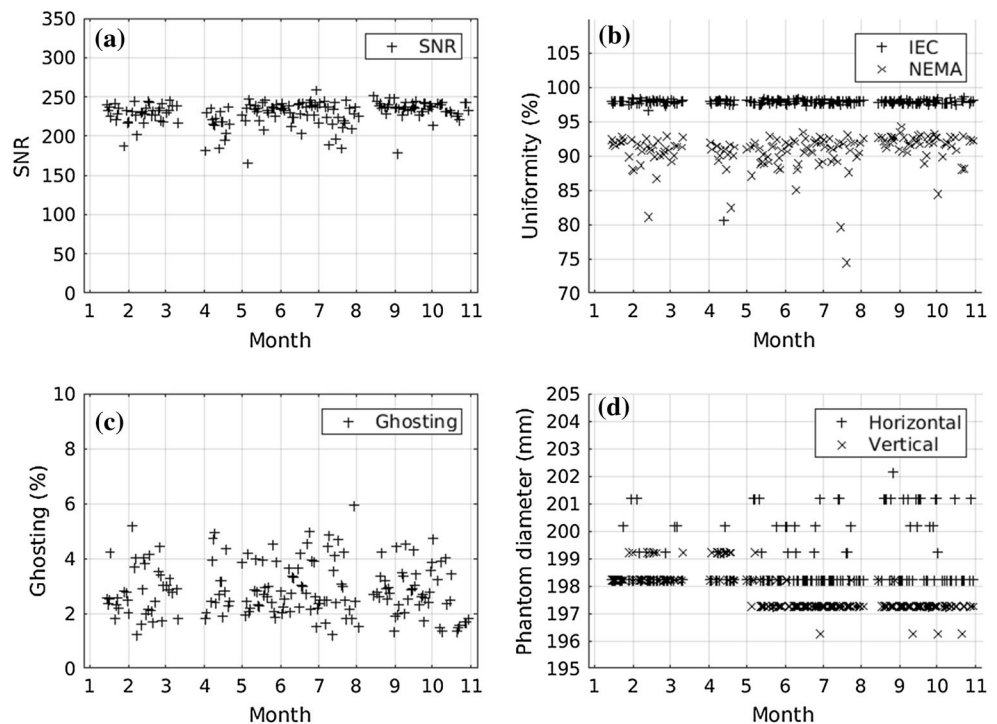 (a)
SNR
350
300
250
200
150
100
50
0
SNR
1 2 3 4 5 6 7 8 9 10 11
Month
(b)
IEC
NEMA
105
100
95
90
85
80
75
70
Uniformity (%)
1 2 3 4 5 6 7 8 9 10 11
Month
(c)
Ghosting
10
8
6
4
2
0
Ghosting (%)
1 2 3 4 5 6 7 8 9 10 11
Month
(d)
Horizontal
Vertical
205
204
203
202
201
200
199
198
197
196
195
Phantom diameter (mm)
1 2 3 4 5 6 7 8 9 10 11
Month